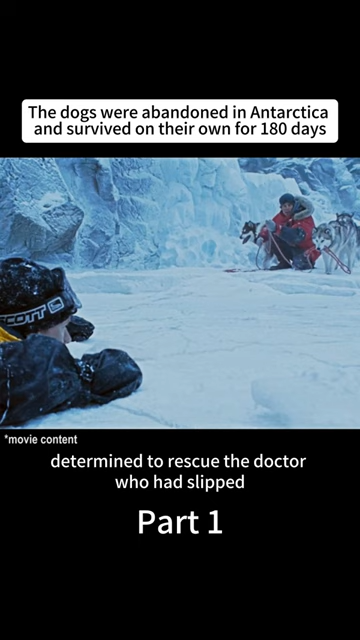 The dogs were abandoned in Antarctica
and survived on their own for 180 days
SCOTT
*movie content
determined to rescue the doctor
who had slipped
Part 1